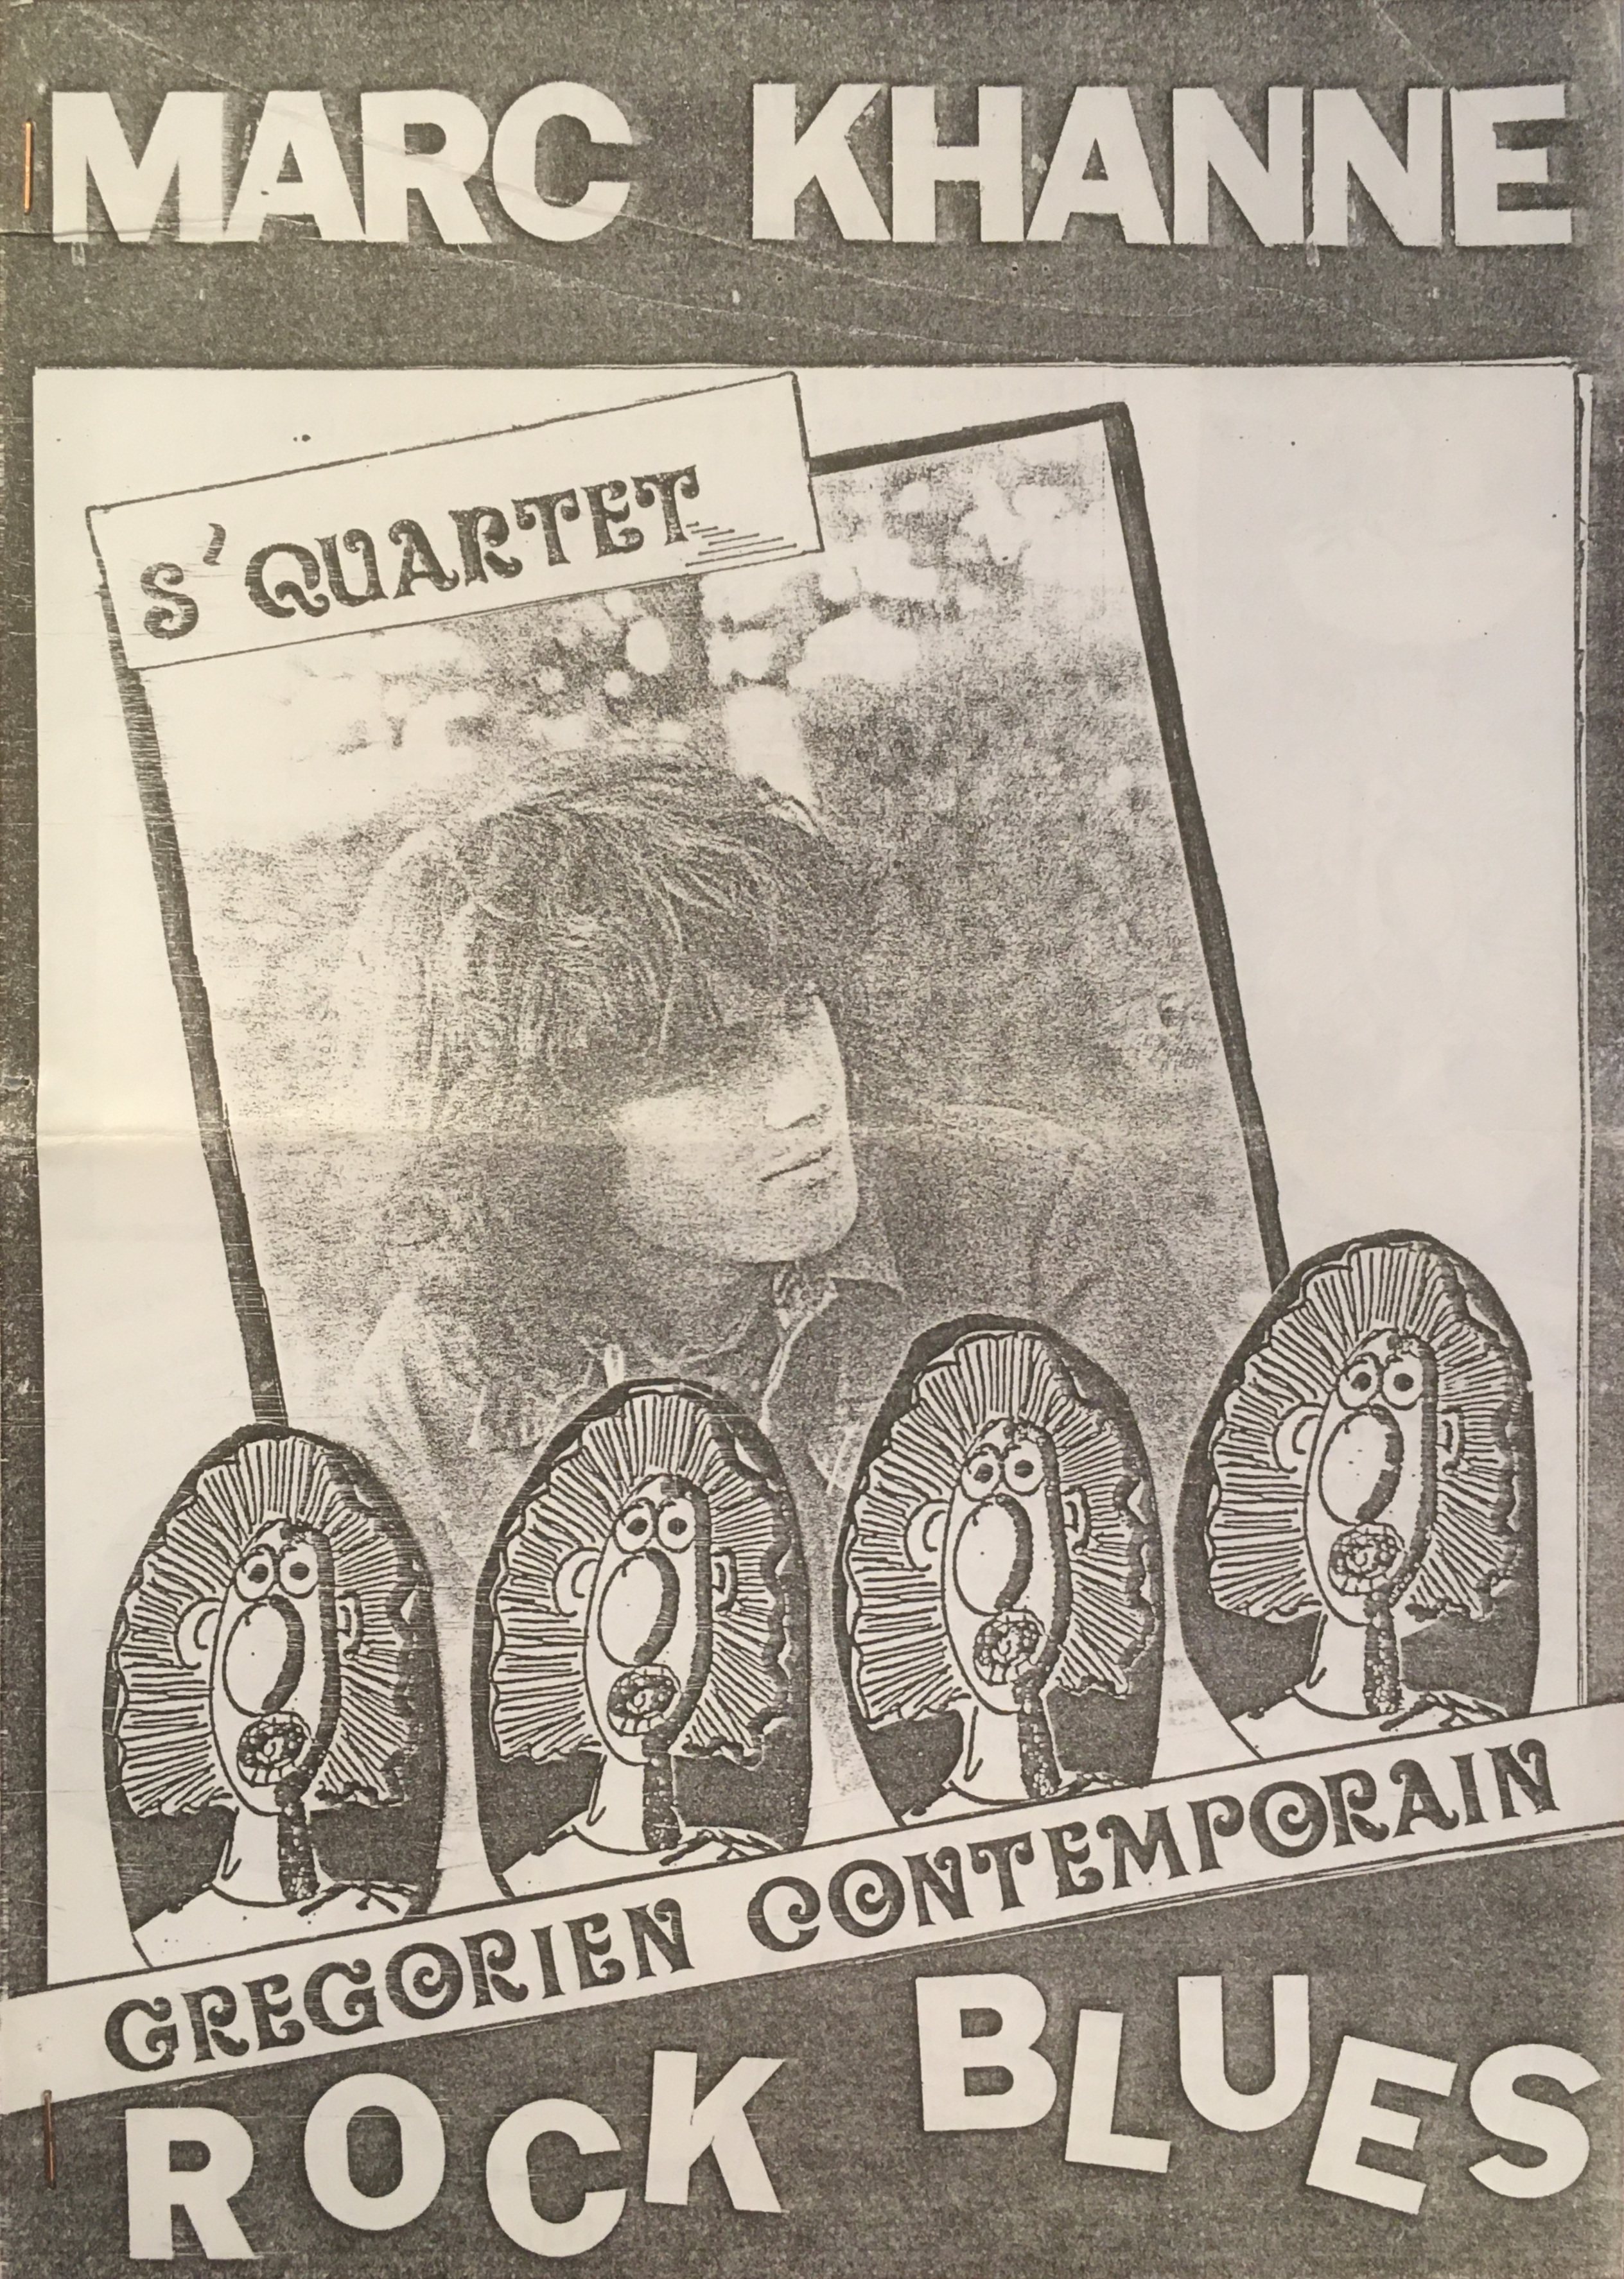 MARC KHANNE
S'QUARTET
GREGORIEN CONTEMPORAIN
ROCK BLUES